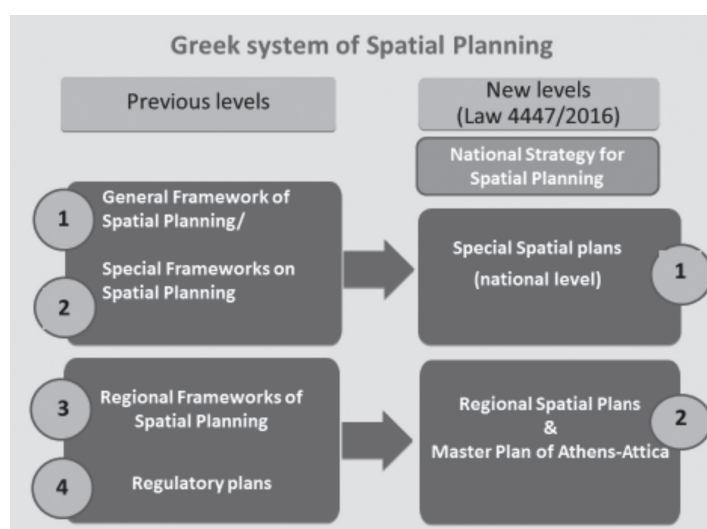 Greek system of Spatial Planning
Previous levels
New levels
(Law 4447/2016)
National Strategy for
Spatial Planning
1
General Framework of
Spatial Planning/
2
Special Frameworks on
Spatial Planning
Special Spatial plans
(national level)
1
3
Regional Frameworks of
Spatial Planning
4
Regulatory plans
Regional Spatial Plans
&
Master Plan of Athens-Attica
2